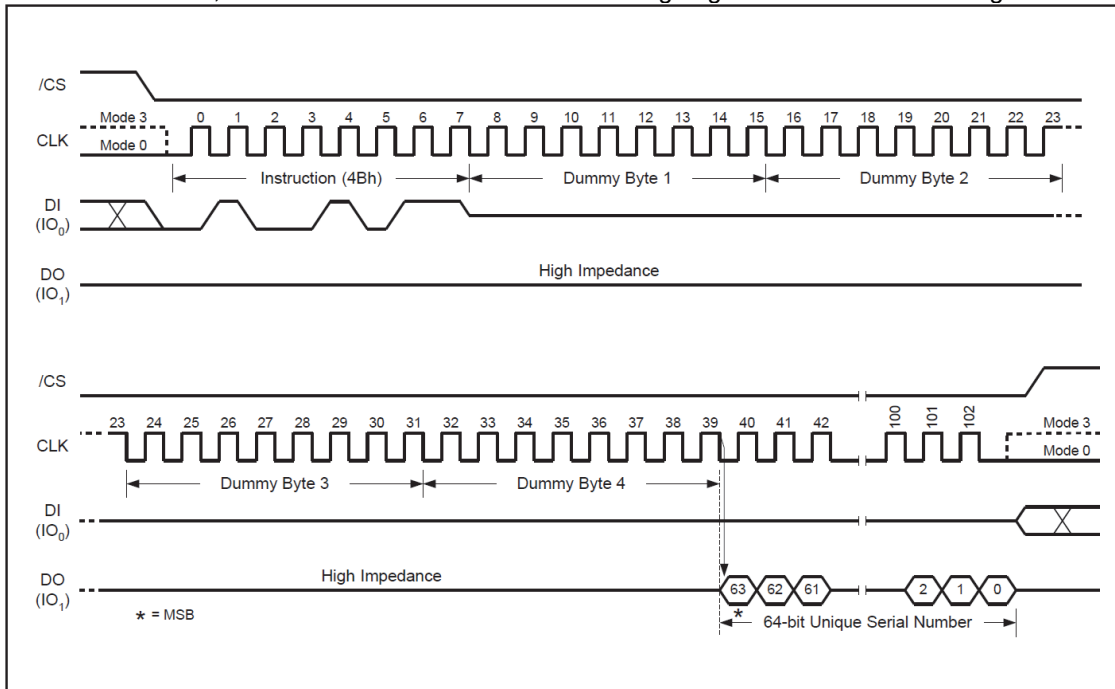 /CS
Mode 3
0 1 2 3 4 5 6 7 8 9 10 11 12 13 14 15 16 17 18 19 20 21 22 23
CLK
Mode 0
Instruction (4Bh) Dummy Byte 1 Dummy Byte 2
DI
(IO0)
High Impedance
DO
(IO1)
/CS
23 24 25 26 27 28 29 30 31 32 33 34 35 36 37 38 39 40 41 42 100 101 102
Mode 3
CLK
Mode 0
Dummy Byte 3 Dummy Byte 4
DI
(IO0)
High Impedance
DO
(IO1)
63 62 61 2 1 0
* = MSB
*
64-bit Unique Serial Number